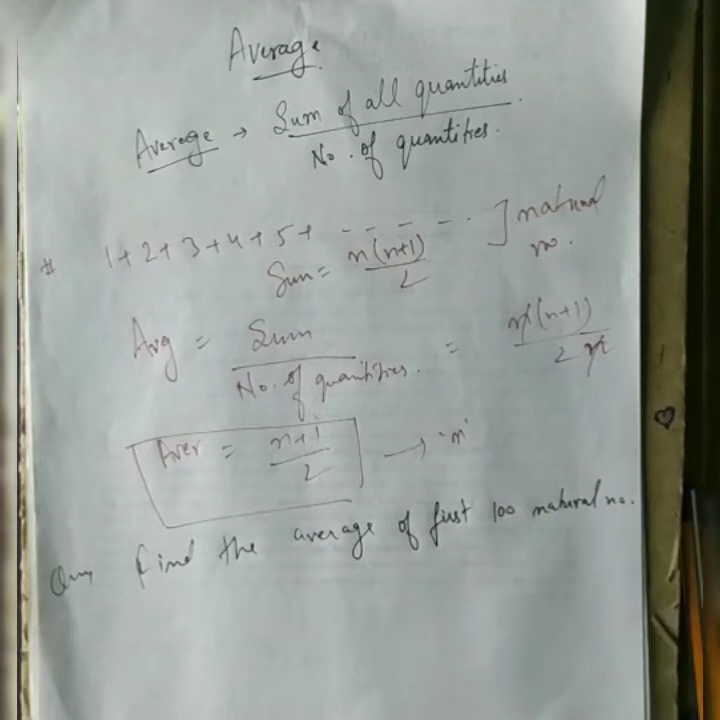 Average
Average → Sum of all quantities / No. of quantities.
# 1+2+3+4+5+ - - - - - . ] natural no.
Sum = n(n+1) / 2
Avg = Sum / No. of quantities. = n(n+1) / 2n
Aver = n+1 / 2 → 'n'
Ques Find the average of first 100 natural no.